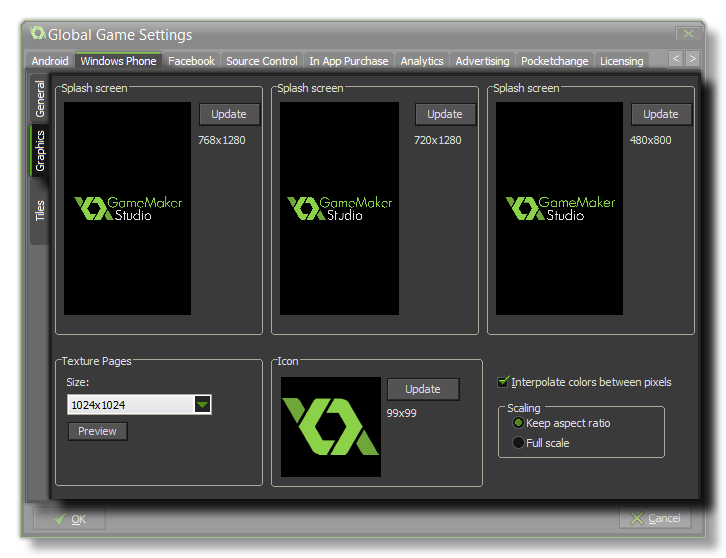 Global Game Settings
Android Windows Phone Facebook Source Control In App Purchase Analytics Advertising Pocketchange Licensing < >
General
Graphics
Tiles
Splash screen
Update
768x1280
GameMaker
Studio
Splash screen
Update
720x1280
GameMaker
Studio
Splash screen
Update
480x800
GameMaker
Studio
Texture Pages
Size:
1024x1024
Preview
Icon
Update
99x99
Interpolate colors between pixels
Scaling
Keep aspect ratio
Full scale
OK
Cancel